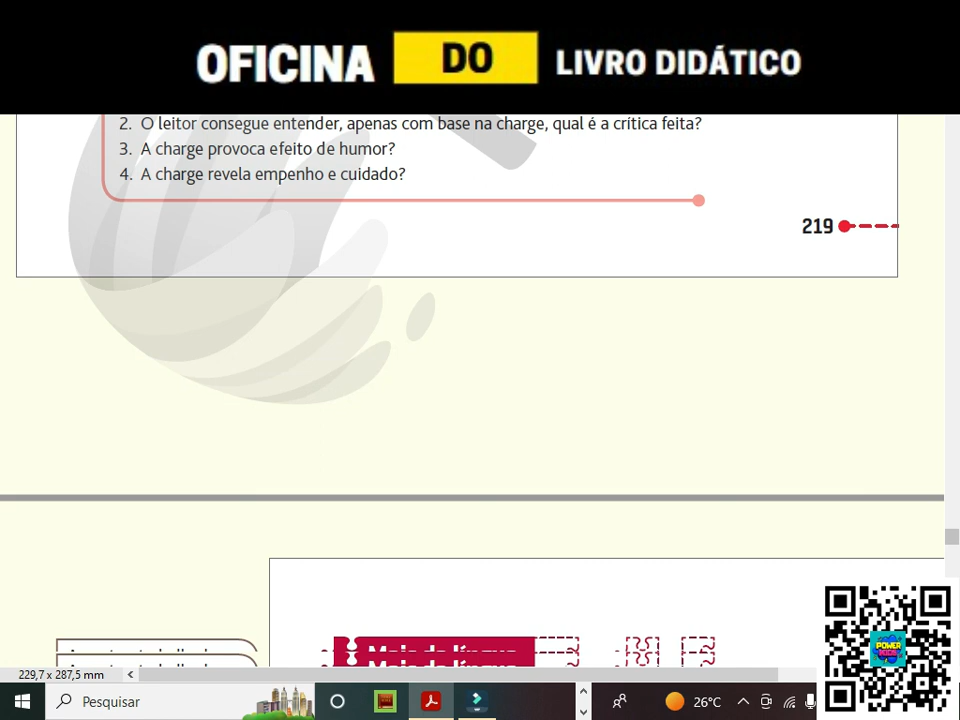 OFICINA DO LIVRO DIDÁTICO
2. O leitor consegue entender, apenas com base na charge, qual é a crítica feita?
3. A charge provoca efeito de humor?
4. A charge revela empenho e cuidado?
219
229,7 x 287,5 mm
Pesquisar
26°C
POWER